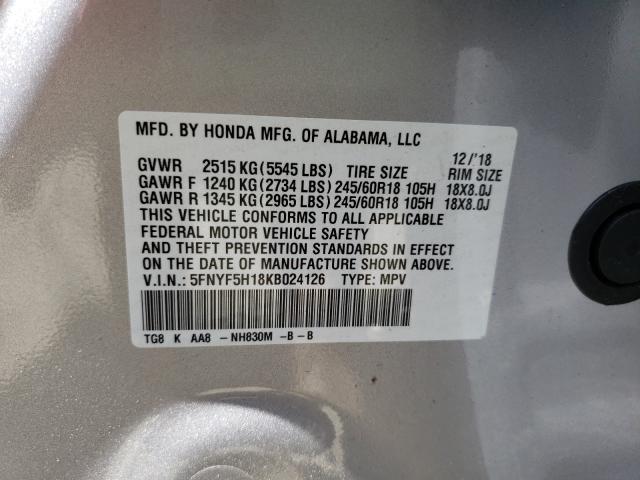 MFD. BY HONDA MFG. OF ALABAMA, LLC
12/'18
GVWR 2515 KG (5545 LBS) TIRE SIZE RIM SIZE
GAWR F 1240 KG (2734 LBS) 245/60R18 105H 18X8.0J
GAWR R 1345 KG (2965 LBS) 245/60R18 105H 18X8.0J
THIS VEHICLE CONFORMS TO ALL APPLICABLE
FEDERAL MOTOR VEHICLE SAFETY
AND THEFT PREVENTION STANDARDS IN EFFECT
ON THE DATE OF MANUFACTURE SHOWN ABOVE.
V.I.N.: 5FNYF5H18KB024126 TYPE: MPV
TG8 K AA8 -NH830M -B -B